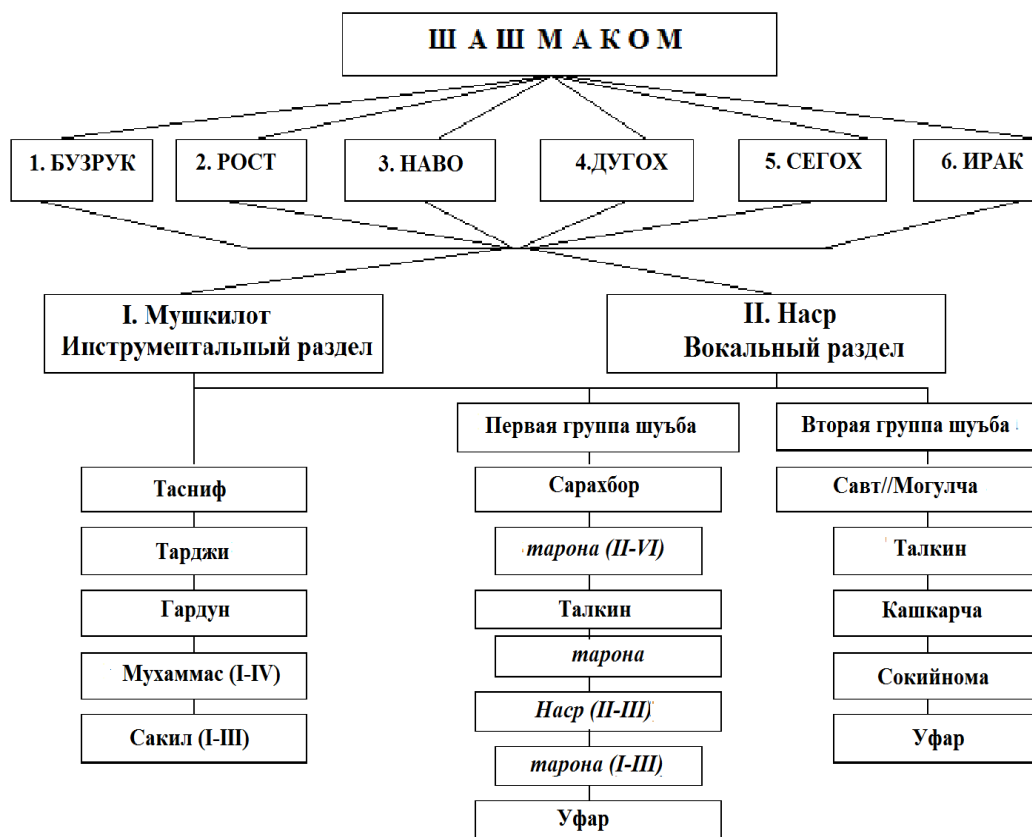 Ш А Ш М А К О М
1. БУЗРУК
2. РОСТ
3. НАВО
4.ДУГОХ
5. СЕГОХ
6. ИРАК
I. Мушкилот
Инструментальный раздел
II. Наср
Вокальный раздел
Первая группа шуъба
Вторая группа шуъба
Тасниф
Тарджи
Гардун
Мухаммас (I-IV)
Сакил (I-III)
Сарахбор
тарона (II-VI)
Талкин
тарона
Наср (II-III)
тарона (I-III)
Уфар
Савт//Могулча
Талкин
Кашкарча
Сокийнома
Уфар